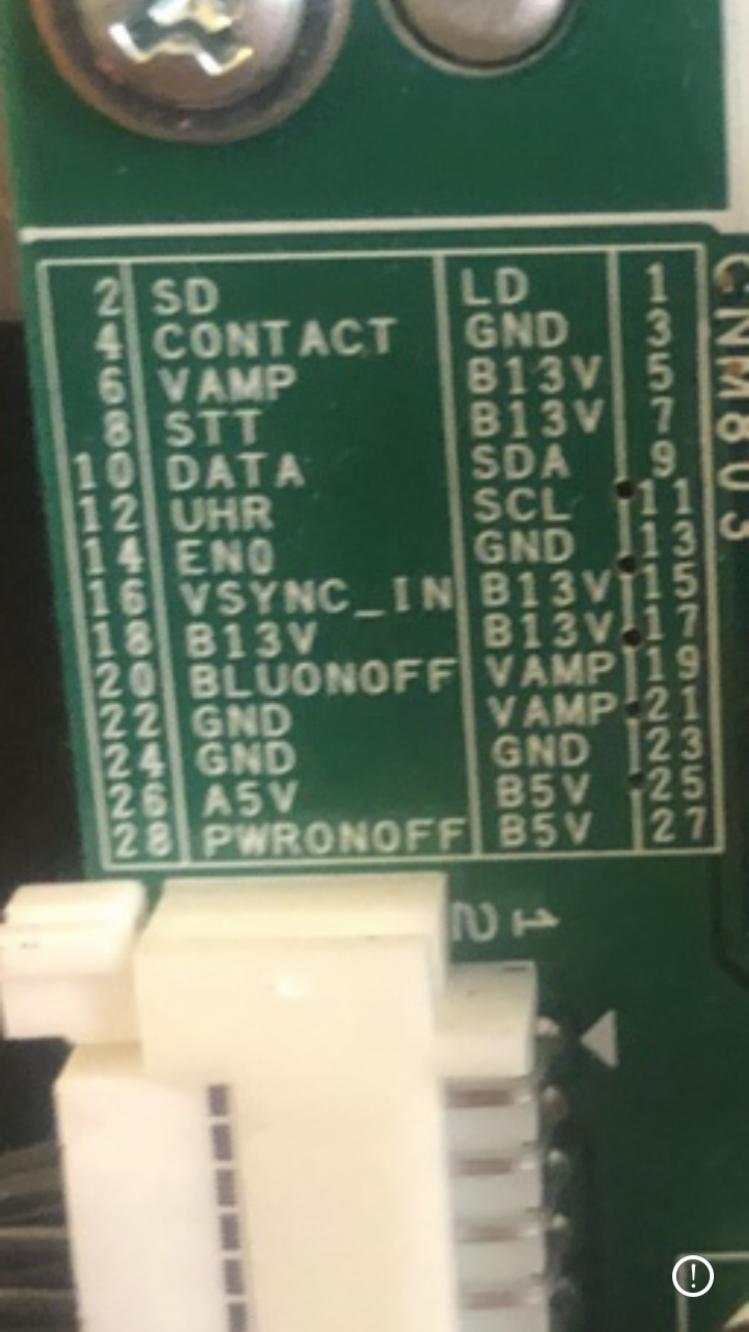 2 SD LD 1
4 CONTACT GND 3
6 VAMP B13V 5
8 STT B13V 7
10 DATA SDA 9
12 UHR SCL 11
14 EN0 GND 13
16 VSYNC_IN B13V 15
18 B13V B13V 17
20 BLUONOFF VAMP 19
22 GND VAMP 21
24 GND GND 23
26 A5V B5V 25
28 PWRONOFF B5V 27
CNM803
2 1